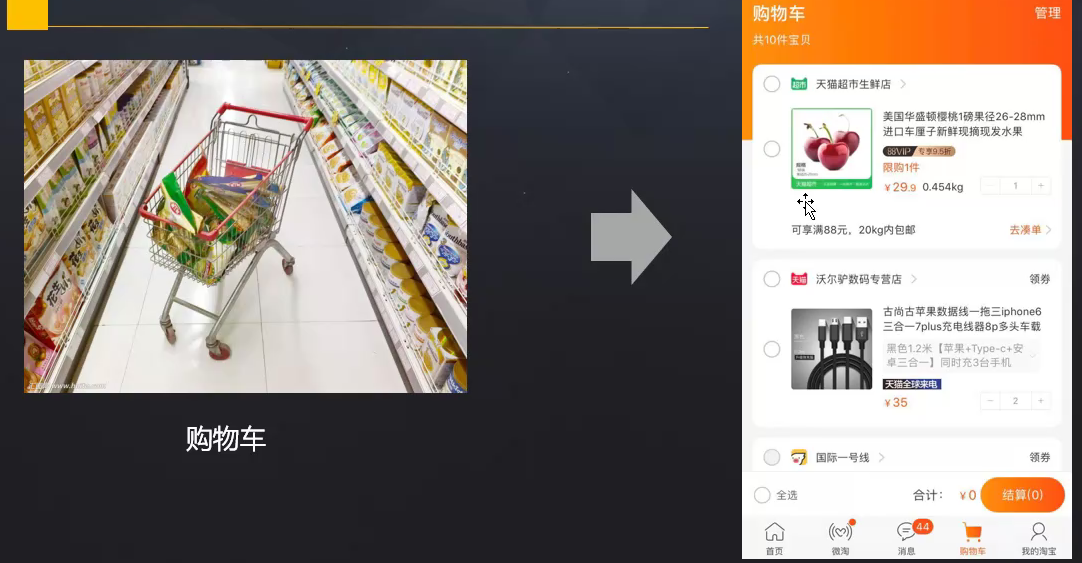 购物车
购物车
管理
共10件宝贝
超市 天猫超市生鲜店
美国华盛顿樱桃1磅果径26-28mm
进口车厘子新鲜现摘现发水果
88VIP 专享9.5折
限购1件
¥29.9 0.454kg
1 +
天猫超市
可享满88元，20kg内包邮
去凑单
天猫 沃尔驴数码专营店
领券
古尚古苹果数据线一拖三iphone6
三合一7plus充电线器8p多头车载
黑色1.2米【苹果+Type-c+安
卓三合一】同时充3台手机
天猫全球来电
¥35
− 2 +
国际一号线
领券
全选
合计： ¥0
结算(0)
44
首页
微淘
消息
购物车
我的淘宝